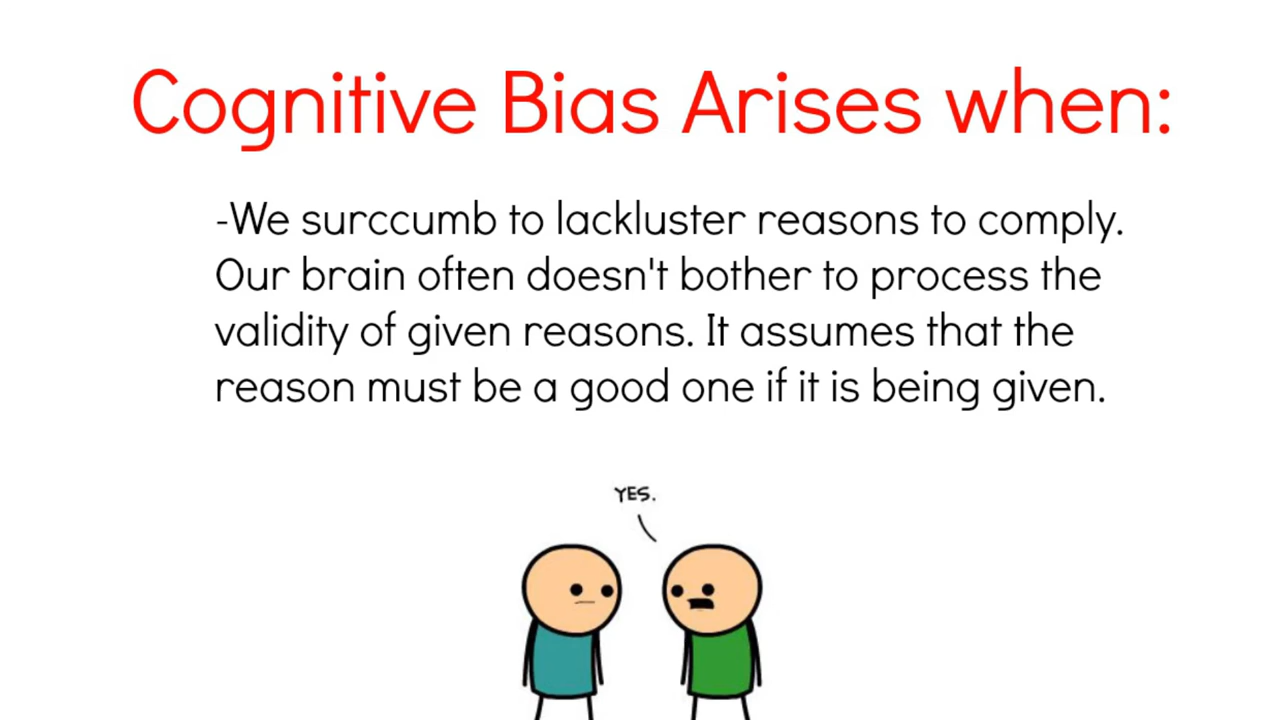 Cognitive Bias Arises when:
-We surccumb to lackluster reasons to comply.
Our brain often doesn't bother to process the
validity of given reasons. It assumes that the
reason must be a good one if it is being given.
YES.